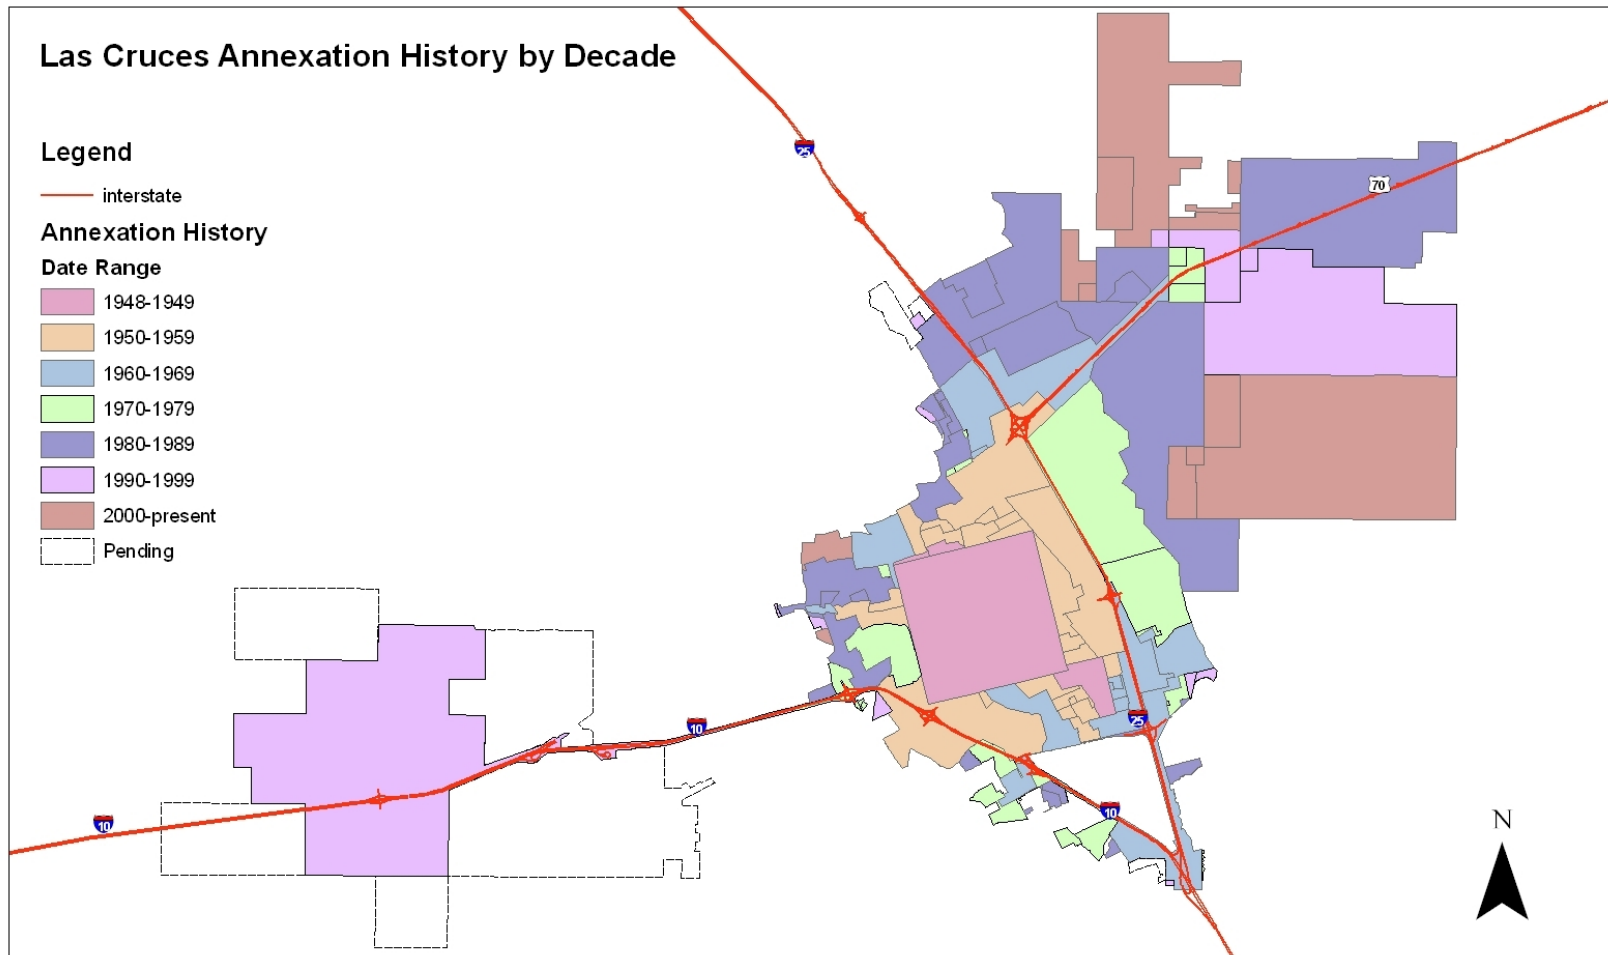 Las Cruces Annexation History by Decade
Legend
interstate
Annexation History
Date Range
1948-1949
1950-1959
1960-1969
1970-1979
1980-1989
1990-1999
2000-present
Pending
25
70
10
25
10
10
N